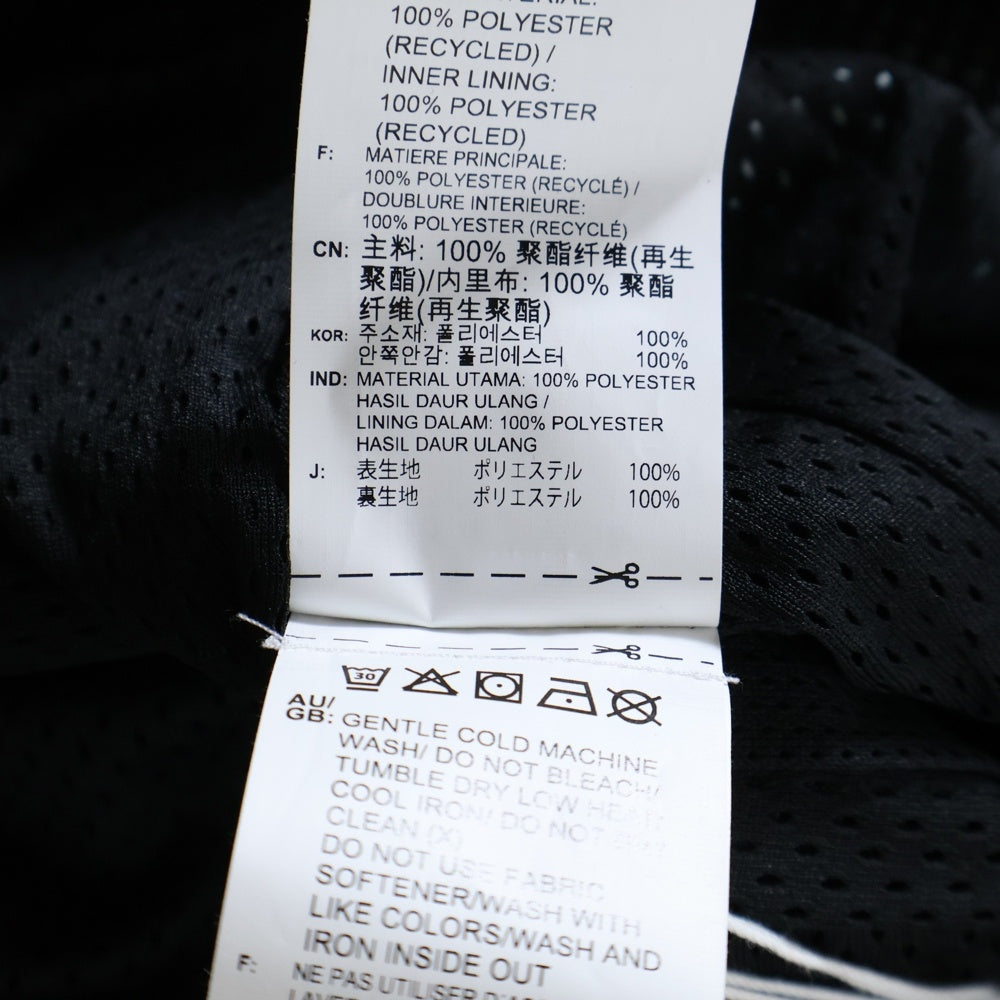 100% POLYESTER
(RECYCLED) /
INNER LINING:
100% POLYESTER
(RECYCLED)
F: MATIERE PRINCIPALE:
100% POLYESTER (RECYCLÉ) /
DOUBLURE INTERIEURE:
100% POLYESTER (RECYCLÉ)
CN: 主料: 100% 聚酯纤维(再生
聚酯)/内里布: 100% 聚酯
纤维(再生聚酯)
KOR: 주소재: 폴리에스터 100%
안쪽안감: 폴리에스터 100%
IND: MATERIAL UTAMA: 100% POLYESTER
HASIL DAUR ULANG /
LINING DALAM: 100% POLYESTER
HASIL DAUR ULANG
J: 表生地 ポリエステル 100%
裏生地 ポリエステル 100%
30
AU/
GB: GENTLE COLD MACHINE
WASH/ DO NOT BLEACH/
TUMBLE DRY LOW HEAT/
COOL IRON/ DO NOT DRY
CLEAN (X)
DO NOT USE FABRIC
SOFTENER/WASH WITH
LIKE COLORS/WASH AND
IRON INSIDE OUT
F: NE PAS UTILISER